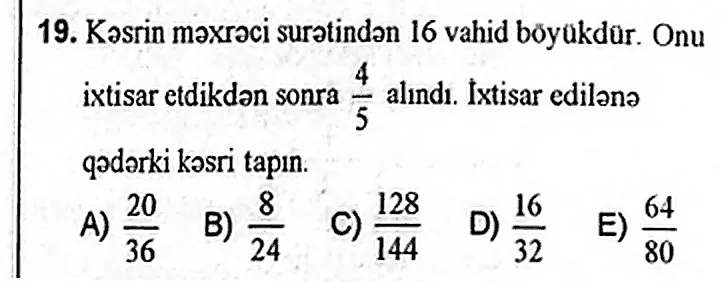 19. Kəsrin məxrəci surətindən 16 vahid böyükdür. Onu
ixtisar etdikdən sonra 4/5 alındı. İxtisar edilənə
qədərki kəsri tapın.
A) 20/36 B) 8/24 C) 128/144 D) 16/32 E) 64/80